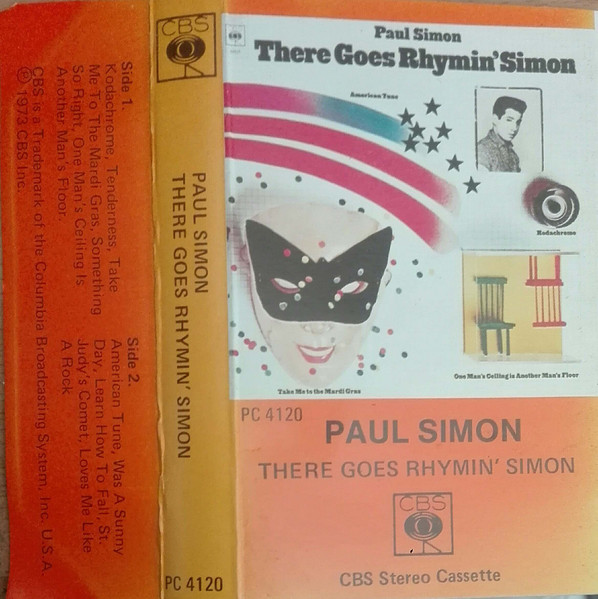 Side 1.
Kodachrome, Tenderness, Take
Me To The Mardi Gras, Something
So Right, One Man's Ceiling Is
Another Man's Floor.
Side 2.
American Tune, Was A Sunny
Day, Learn How To Fall, St.
Judy's Comet, Loves Me Like
A Rock
CBS is a Trademark of the Columbia Broadcasting System, Inc. U.S.A
℗ 1973 CBS Inc.
CBS
PAUL SIMON
THERE GOES RHYMIN' SIMON
PC 4120
Paul Simon
There Goes Rhymin' Simon
American Tune
Kodachrome
One Man's Ceiling is Another Man's Floor
Take Me to the Mardi Gras
PC 4120
PAUL SIMON
THERE GOES RHYMIN' SIMON
CBS
CBS Stereo Cassette